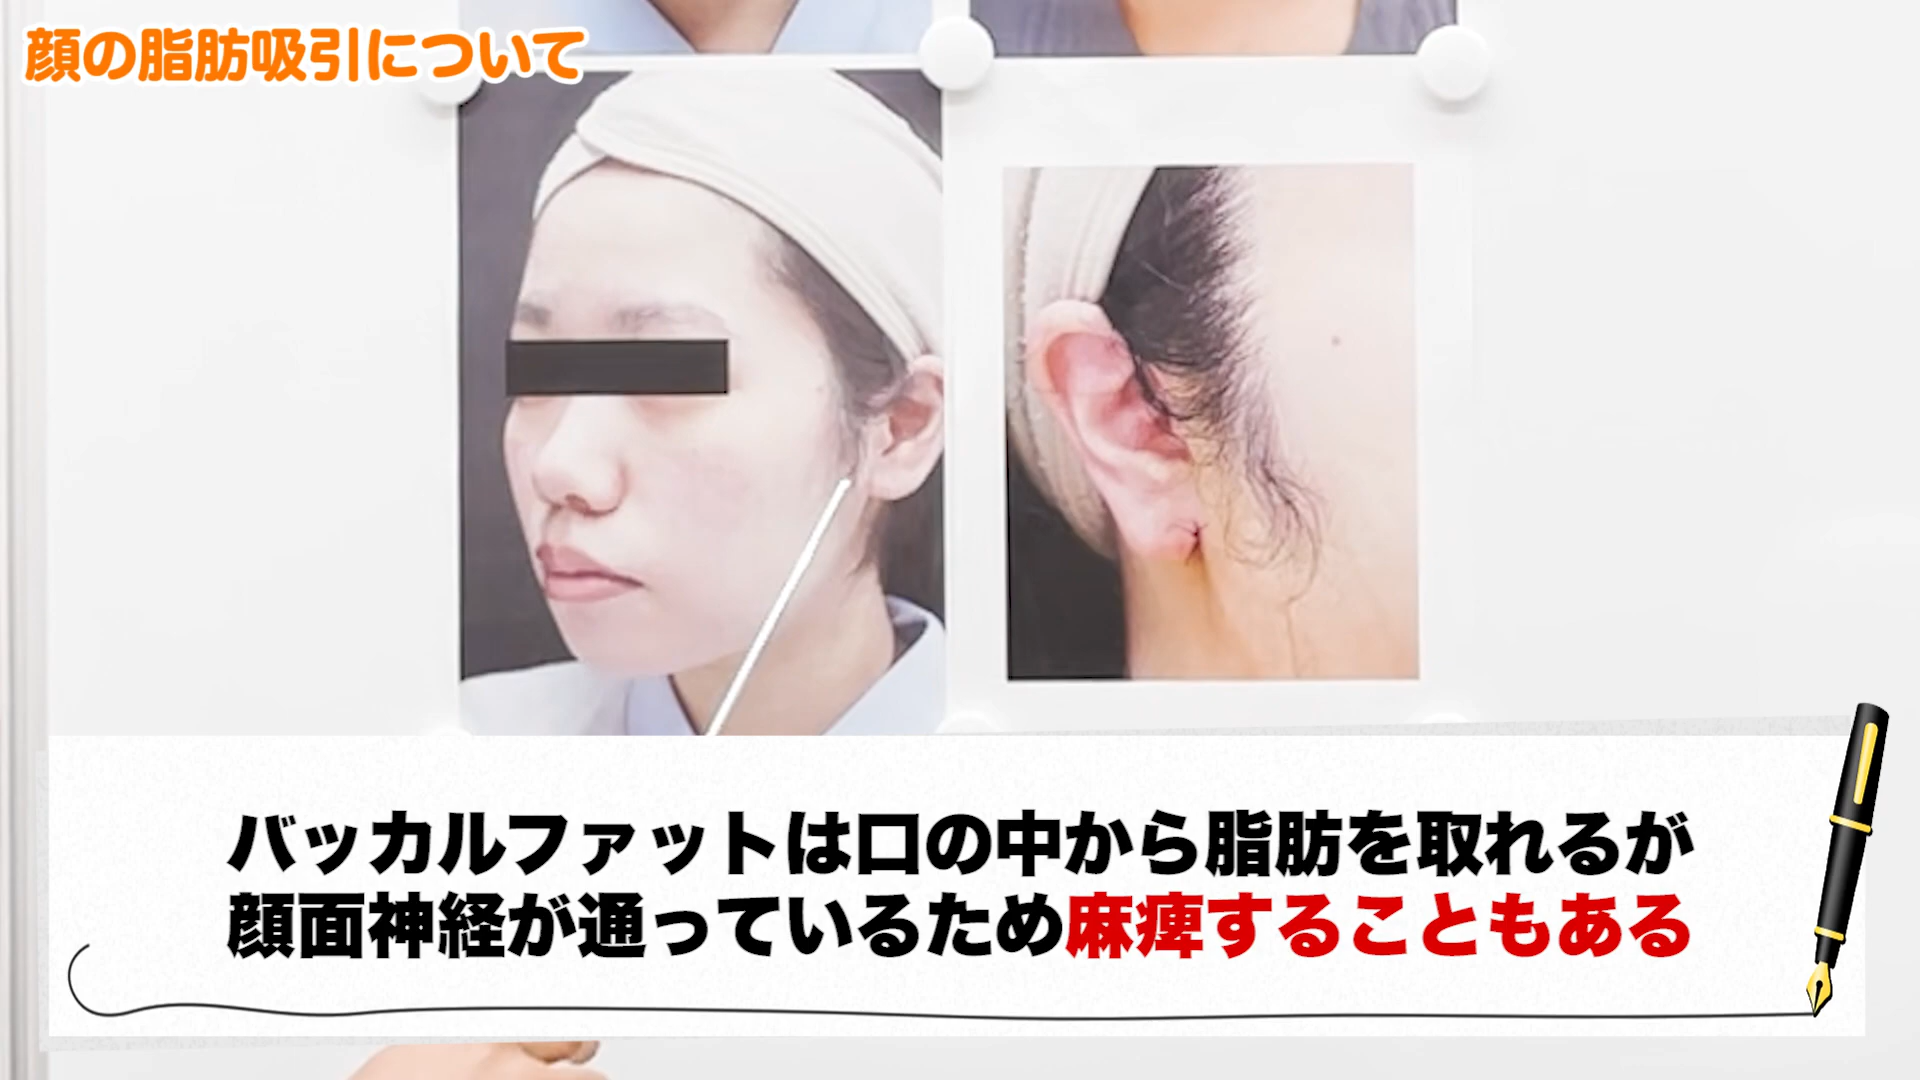 顔の脂肪吸引について
バッカルファットは口の中から脂肪を取れるが
顔面神経が通っているため麻痺することもある